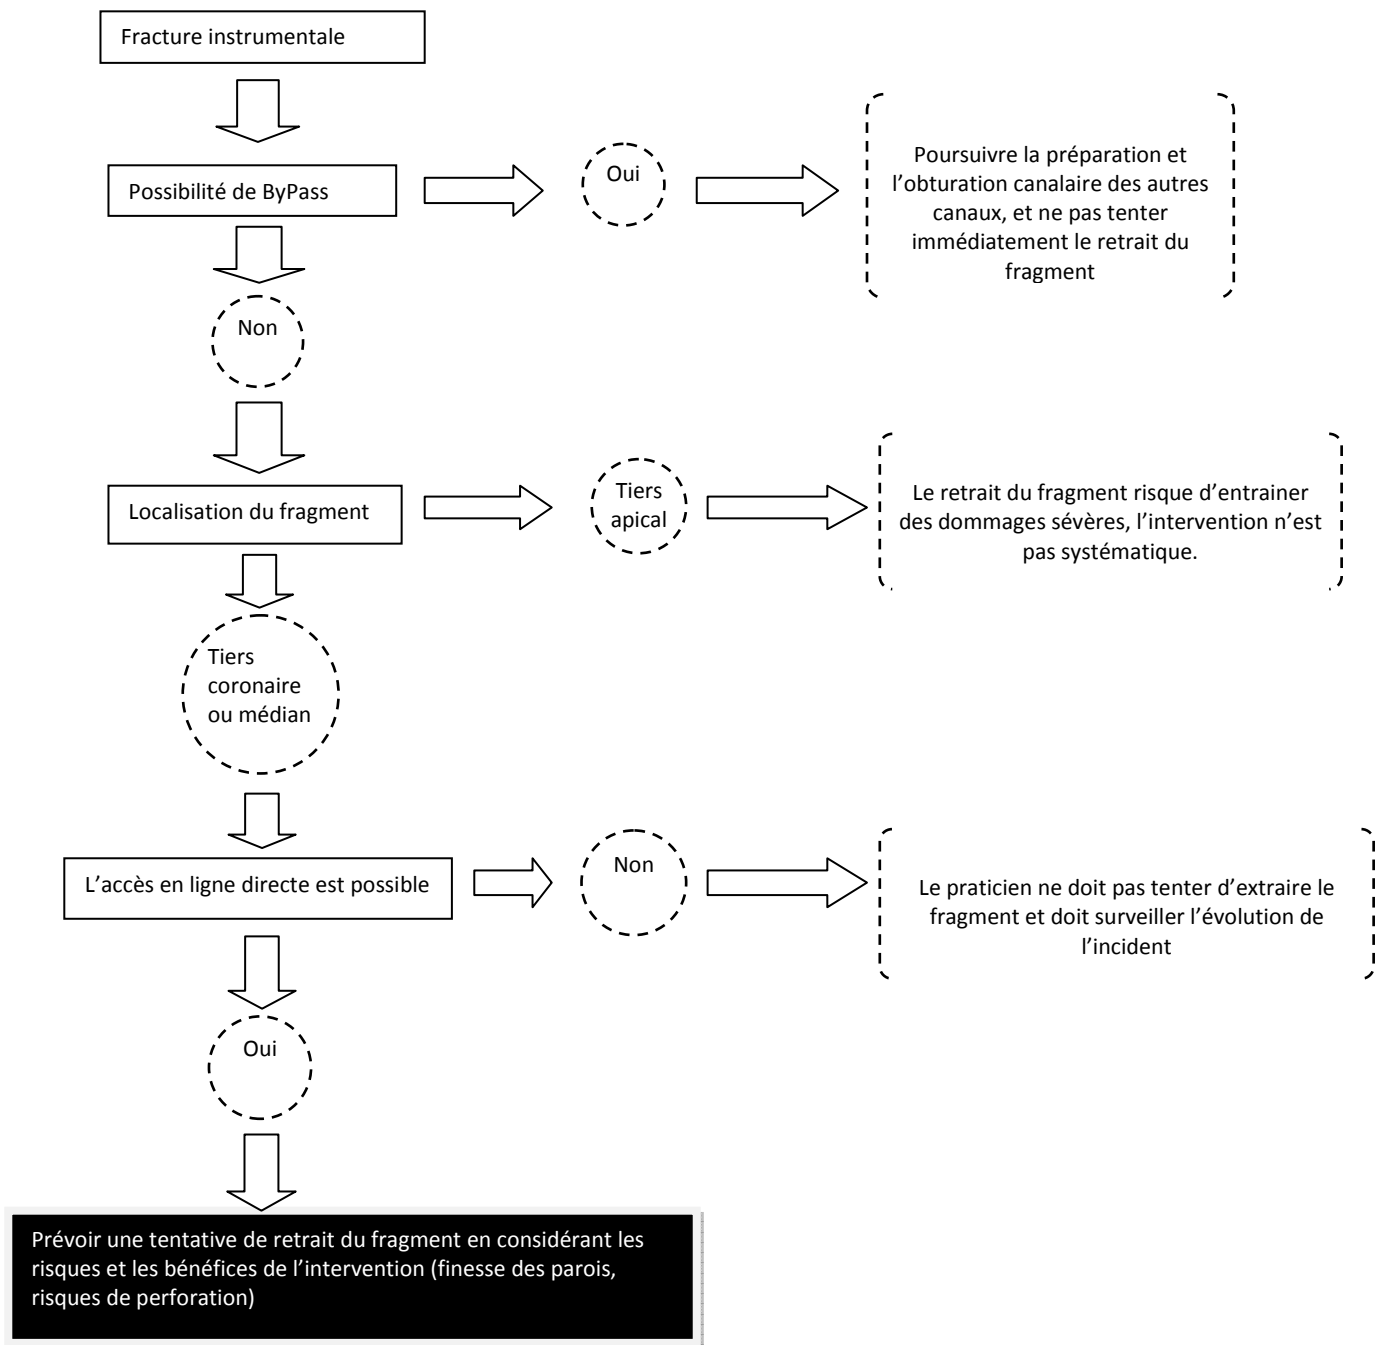 Fracture instrumentale
Possibilité de ByPass
Oui
Poursuivre la préparation et
l’obturation canalaire des autres
canaux, et ne pas tenter
immédiatement le retrait du
fragment
Non
Localisation du fragment
Tiers
apical
Le retrait du fragment risque d’entrainer
des dommages sévères, l’intervention n’est
pas systématique.
Tiers
coronaire
ou médian
L’accès en ligne directe est possible
Non
Le praticien ne doit pas tenter d’extraire le
fragment et doit surveiller l’évolution de
l’incident
Oui
Prévoir une tentative de retrait du fragment en considérant les
risques et les bénéfices de l’intervention (finesse des parois,
risques de perforation)